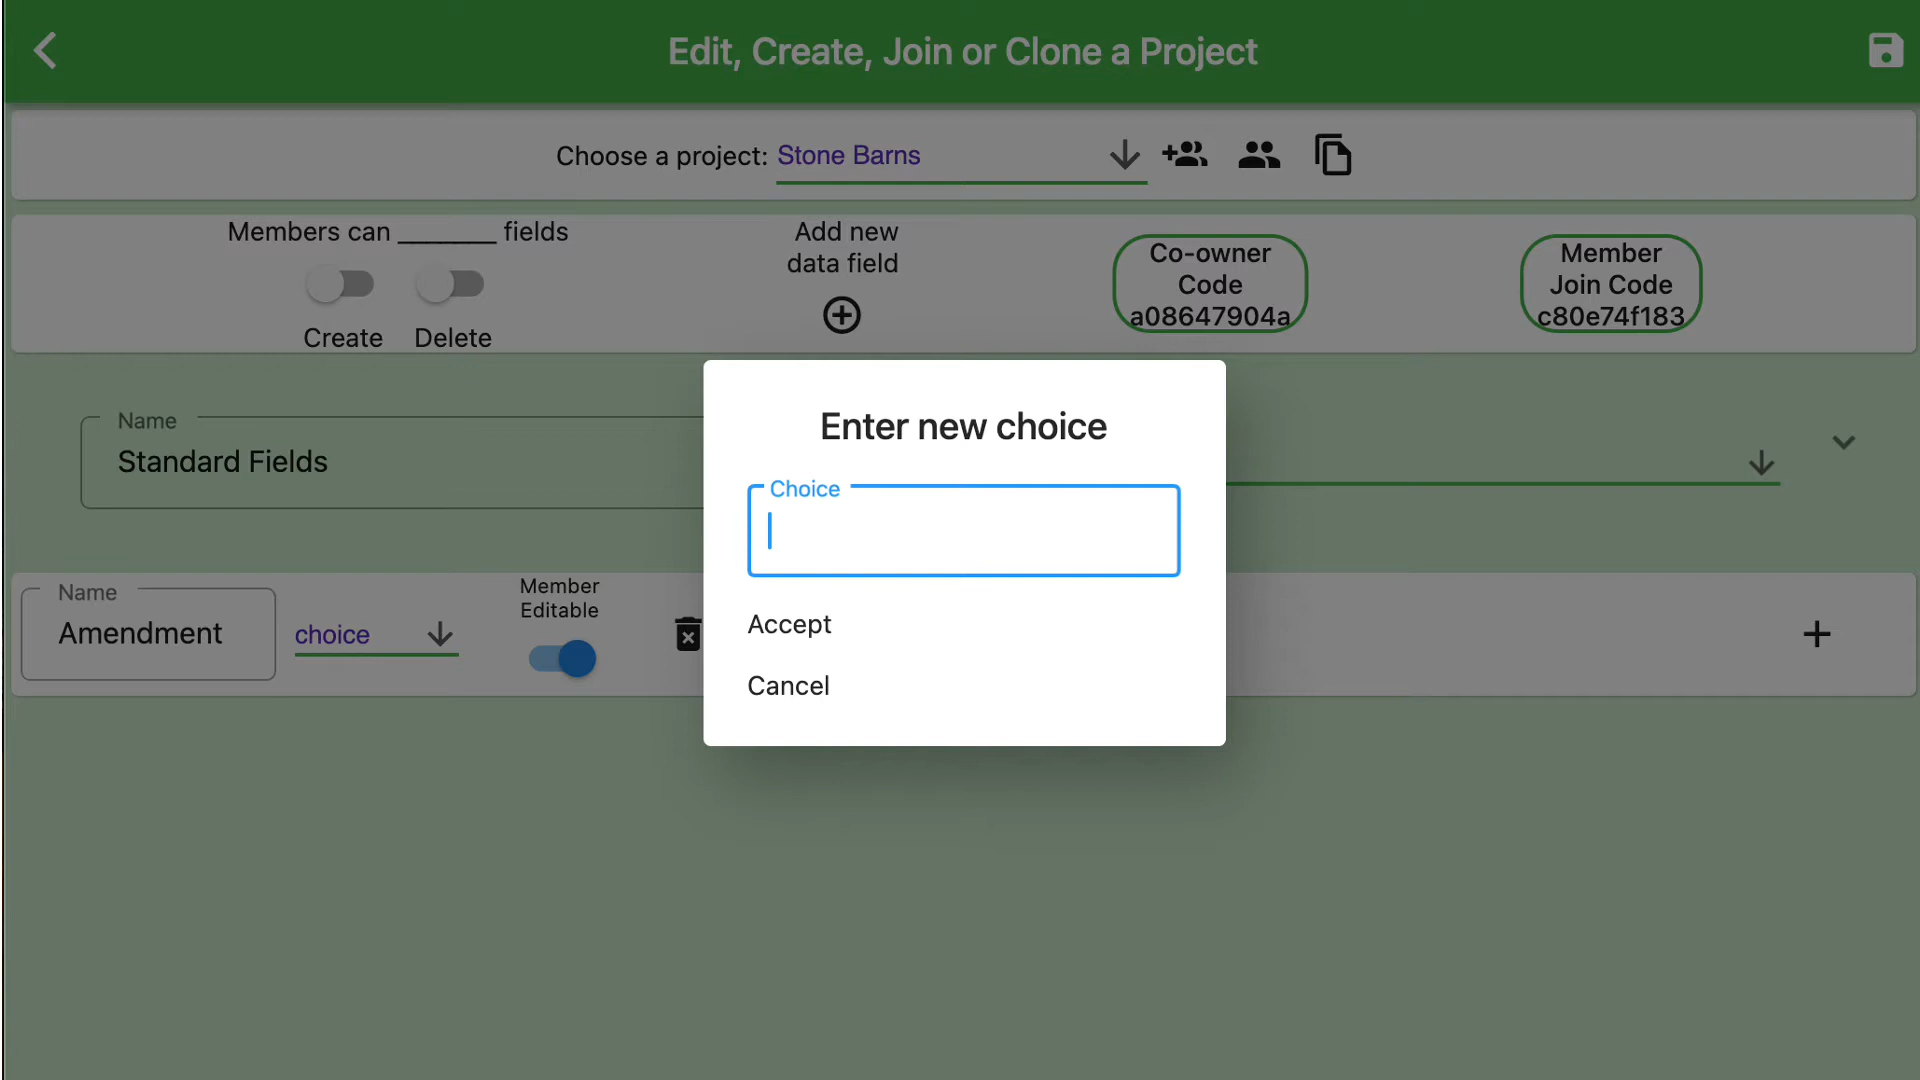 Edit, Create, Join or Clone a Project
Choose a project: Stone Barns
Members can _______ fields
Create Delete
Add new
data field
Co-owner
Code
a08647904a
Member
Join Code
c80e74f183
Name
Standard Fields
Name
Amendment
choice
Member
Editable
Enter new choice
Choice
Accept
Cancel